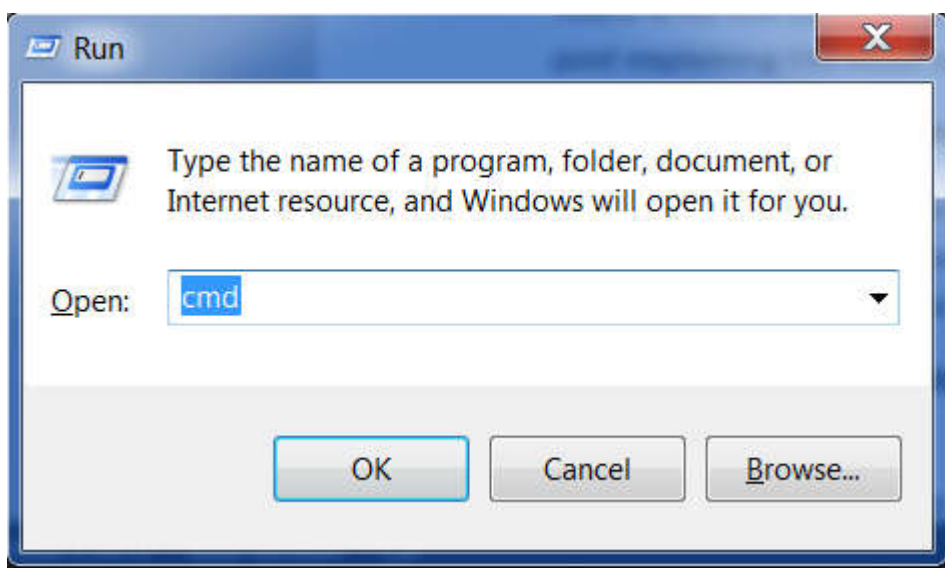 Run
Type the name of a program, folder, document, or
Internet resource, and Windows will open it for you.
Open: cmd
OK Cancel Browse...